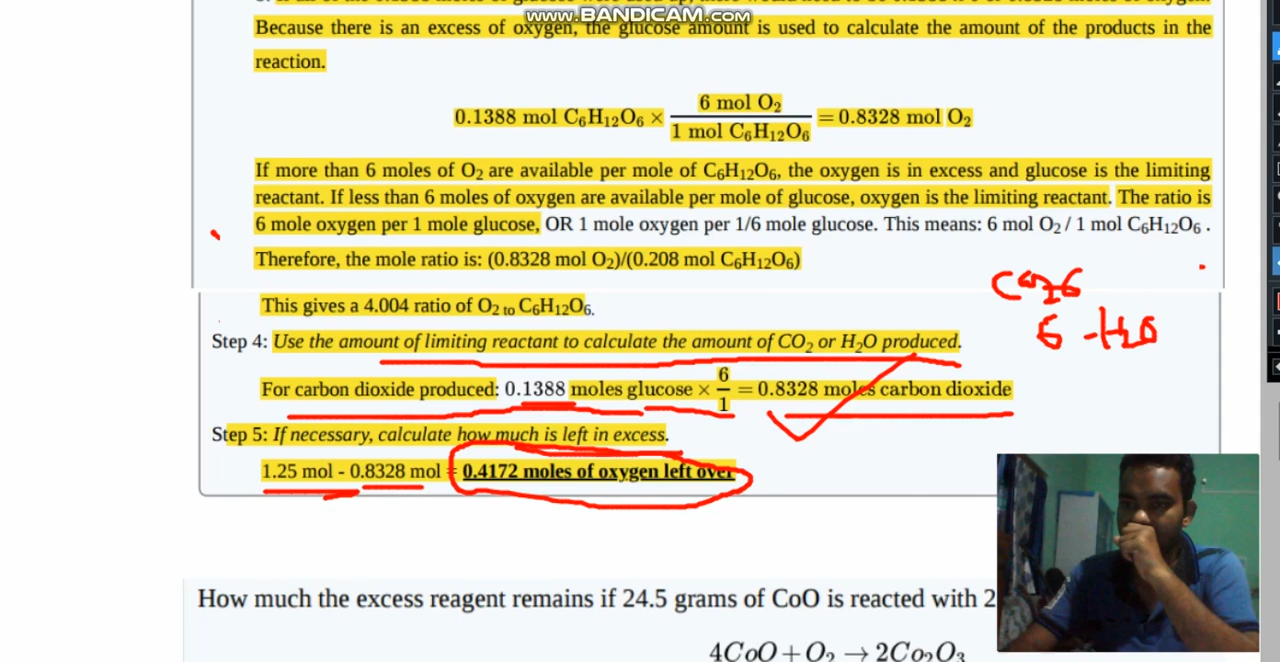 www.BANDICAM.com
Because there is an excess of oxygen, the glucose amount is used to calculate the amount of the products in the
reaction.
0.1388 mol C₆H₁₂O₆ × 6 mol O₂ / 1 mol C₆H₁₂O₆ = 0.8328 mol O₂
If more than 6 moles of O₂ are available per mole of C₆H₁₂O₆, the oxygen is in excess and glucose is the limiting
reactant. If less than 6 moles of oxygen are available per mole of glucose, oxygen is the limiting reactant. The ratio is
6 mole oxygen per 1 mole glucose, OR 1 mole oxygen per 1/6 mole glucose. This means: 6 mol O₂ / 1 mol C₆H₁₂O₆ .
Therefore, the mole ratio is: (0.8328 mol O₂)/(0.208 mol C₆H₁₂O₆)
This gives a 4.004 ratio of O₂ to C₆H₁₂O₆.
Step 4: Use the amount of limiting reactant to calculate the amount of CO₂ or H₂O produced.
6 - H₂O
For carbon dioxide produced: 0.1388 moles glucose × 6/1 = 0.8328 moles carbon dioxide
Step 5: If necessary, calculate how much is left in excess.
1.25 mol - 0.8328 mol = 0.4172 moles of oxygen left over
How much the excess reagent remains if 24.5 grams of CoO is reacted with 2
4CoO + O₂ → 2Co₂O₃